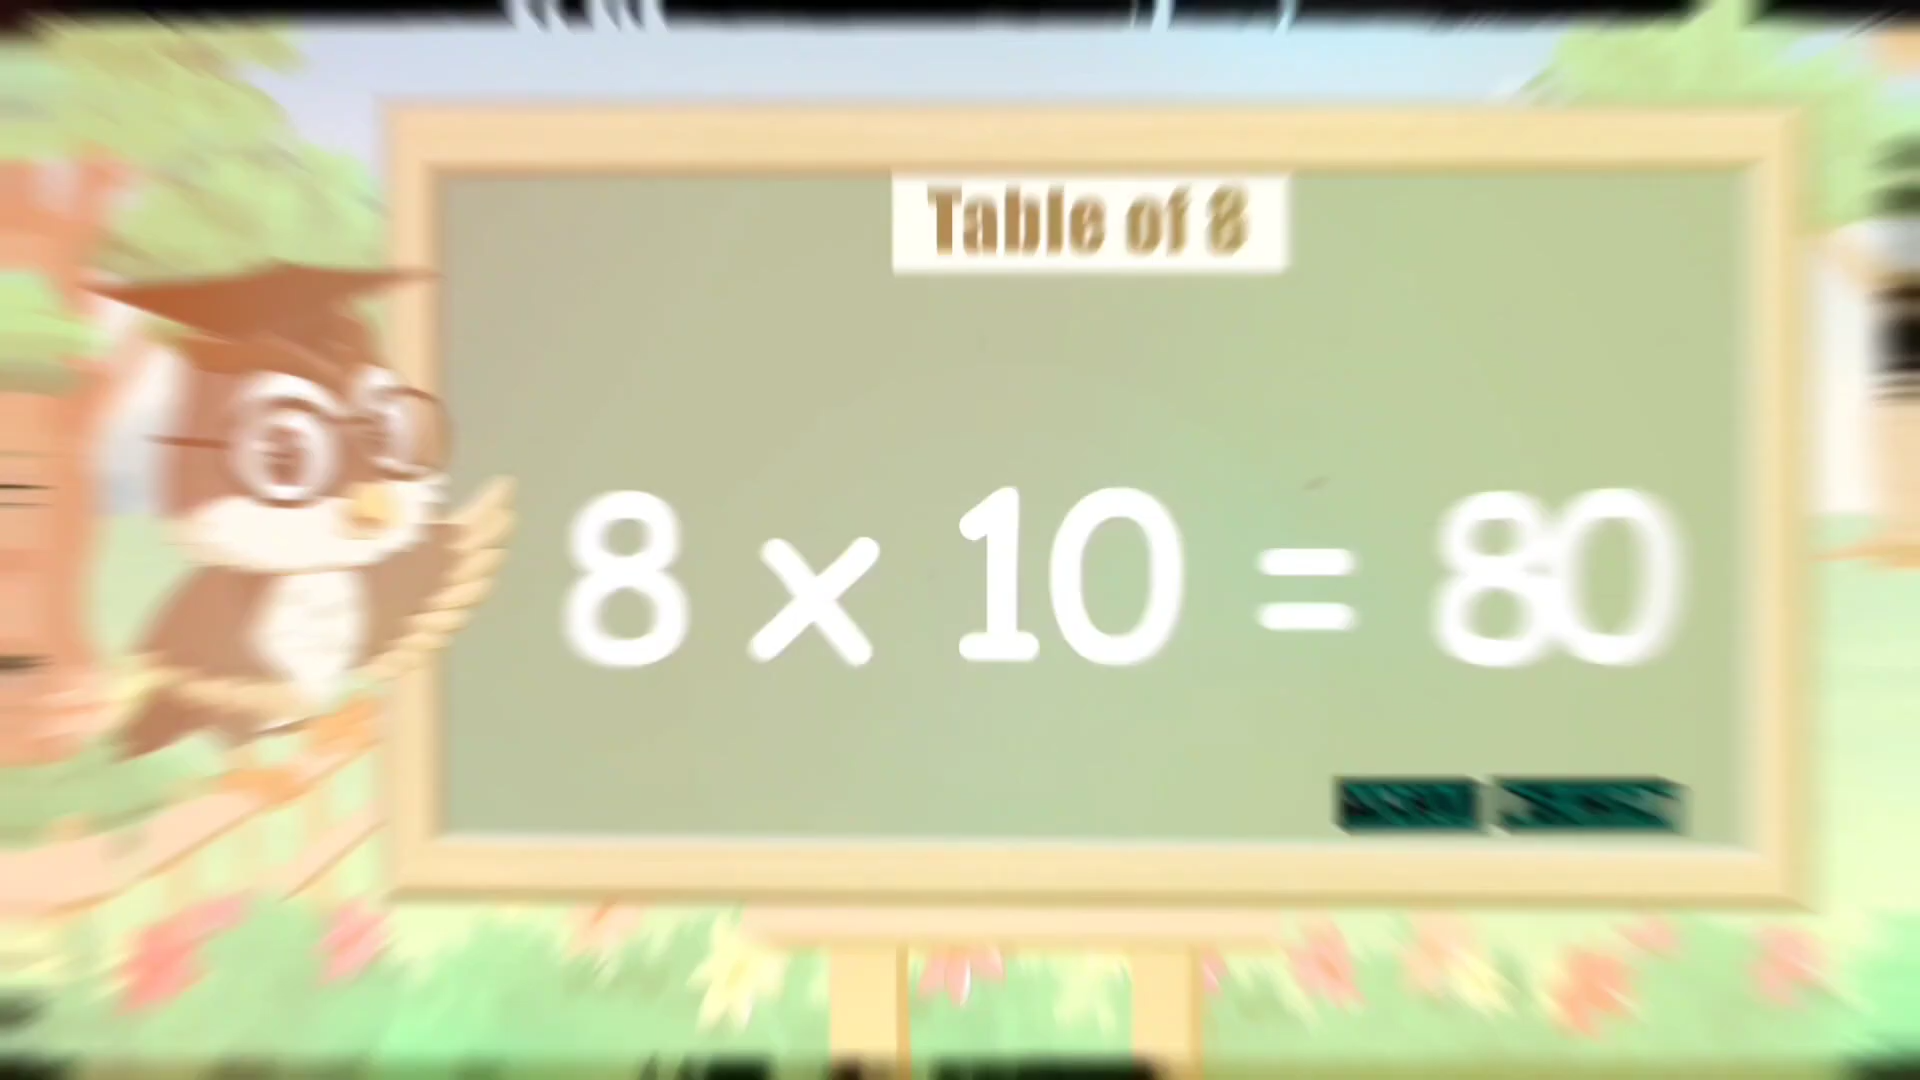 Table of 8
8 x 10 = 80